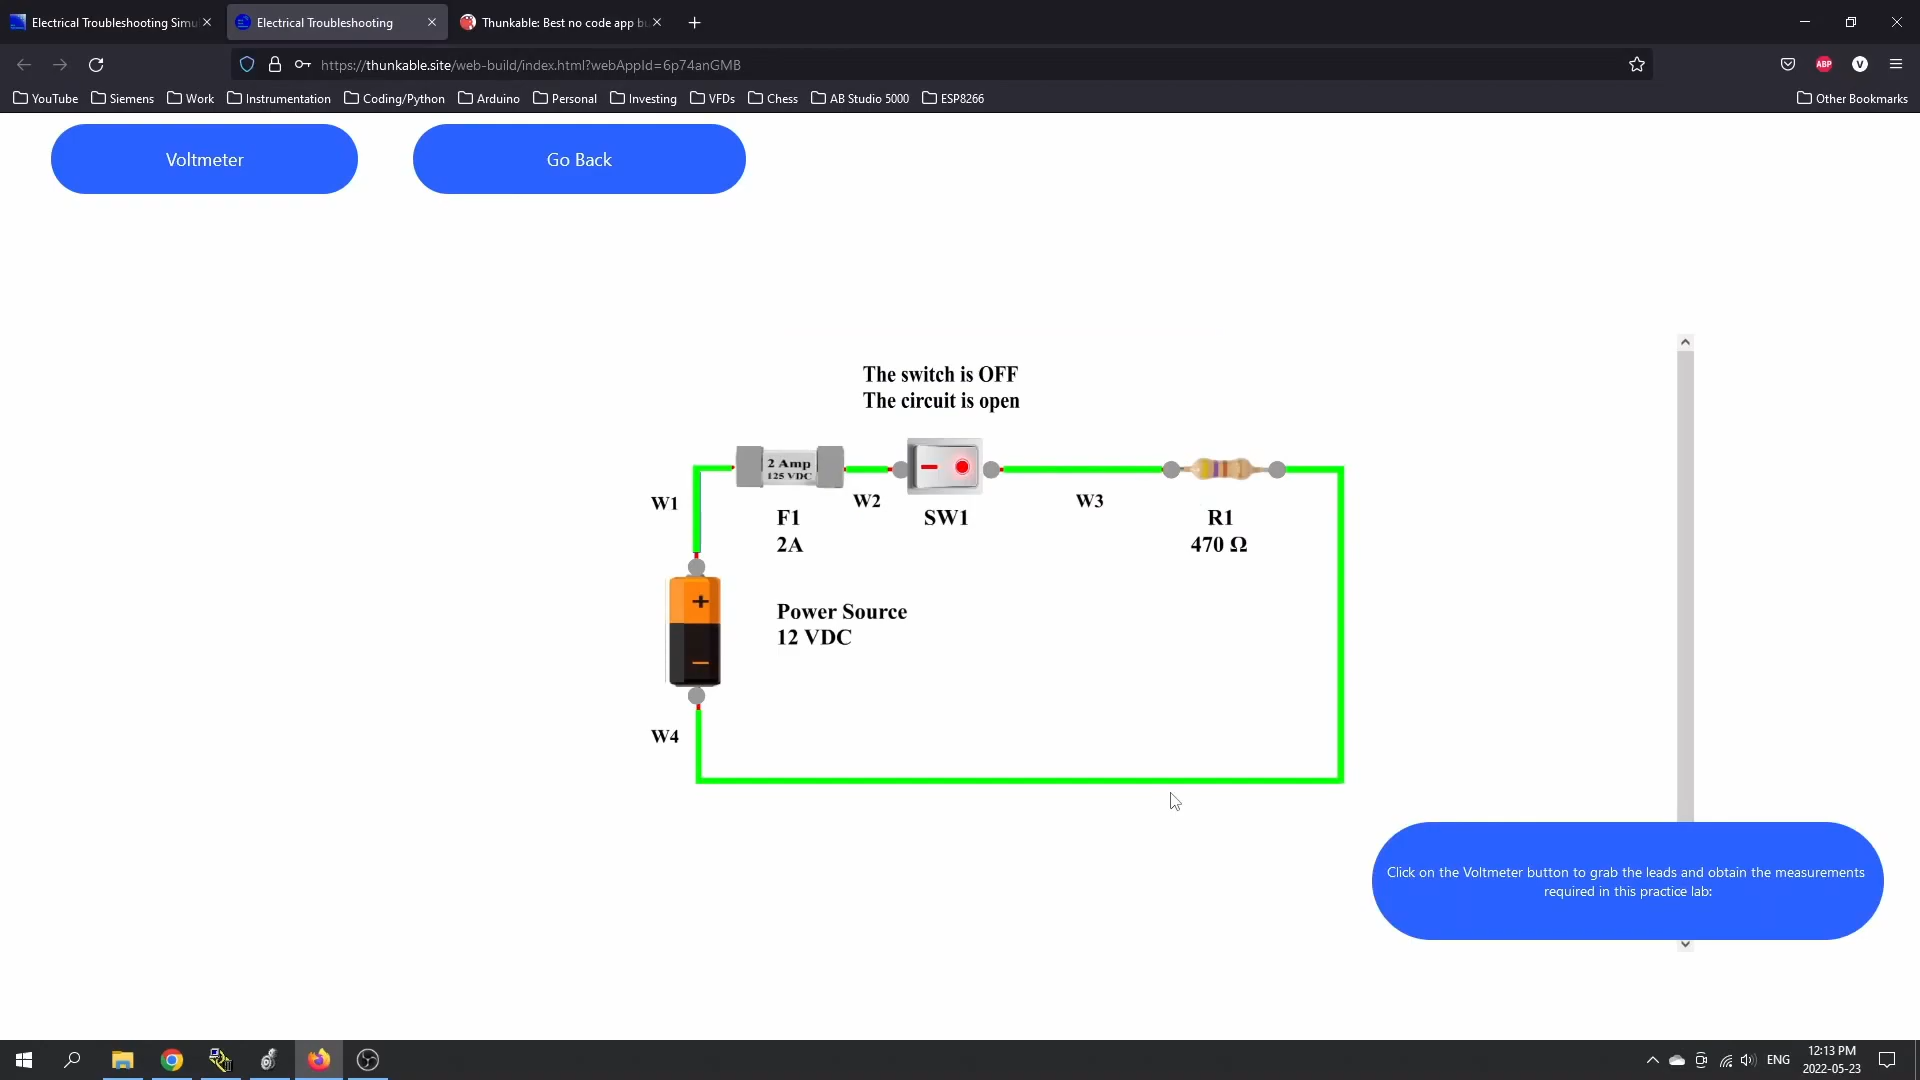 Electrical Troubleshooting Simu
Electrical Troubleshooting
Thunkable: Best no code app bu
https://thunkable.site/web-build/index.html?webAppId=6p74anGMB
ABP
V
YouTube
Siemens
Work
Instrumentation
Coding/Python
Arduino
Personal
Investing
VFDs
Chess
AB Studio 5000
ESP8266
Other Bookmarks
Voltmeter
Go Back
The switch is OFF
The circuit is open
2 Amp
125 VDC
W1
W2
W3
F1
2A
SW1
R1
470 Ω
+
Power Source
12 VDC
−
W4
Click on the Voltmeter button to grab the leads and obtain the measurements
required in this practice lab:
ENG
12:13 PM
2022-05-23